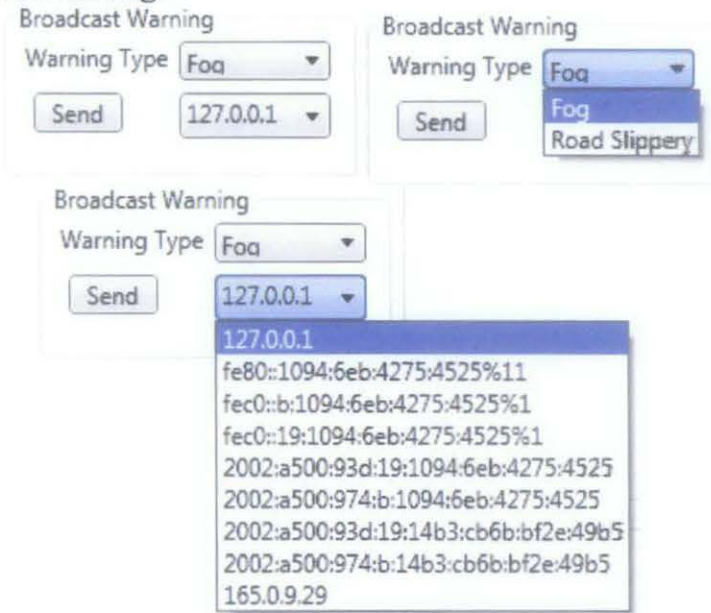 Broadcast Warning
Warning Type Fog
Send 127.0.0.1
Broadcast Warning
Warning Type Fog
Send Fog
Road Slippery
Broadcast Warning
Warning Type Fog
Send 127.0.0.1
127.0.0.1
fe80::1094:6eb:4275:4525%11
fec0::b:1094:6eb:4275:4525%1
fec0::19:1094:6eb:4275:4525%1
2002:a500:93d:19:1094:6eb:4275:4525
2002:a500:974:b:1094:6eb:4275:4525
2002:a500:93d:19:14b3:cb6b:bf2e:49b5
2002:a500:974:b:14b3:cb6b:bf2e:49b5
165.0.9.29